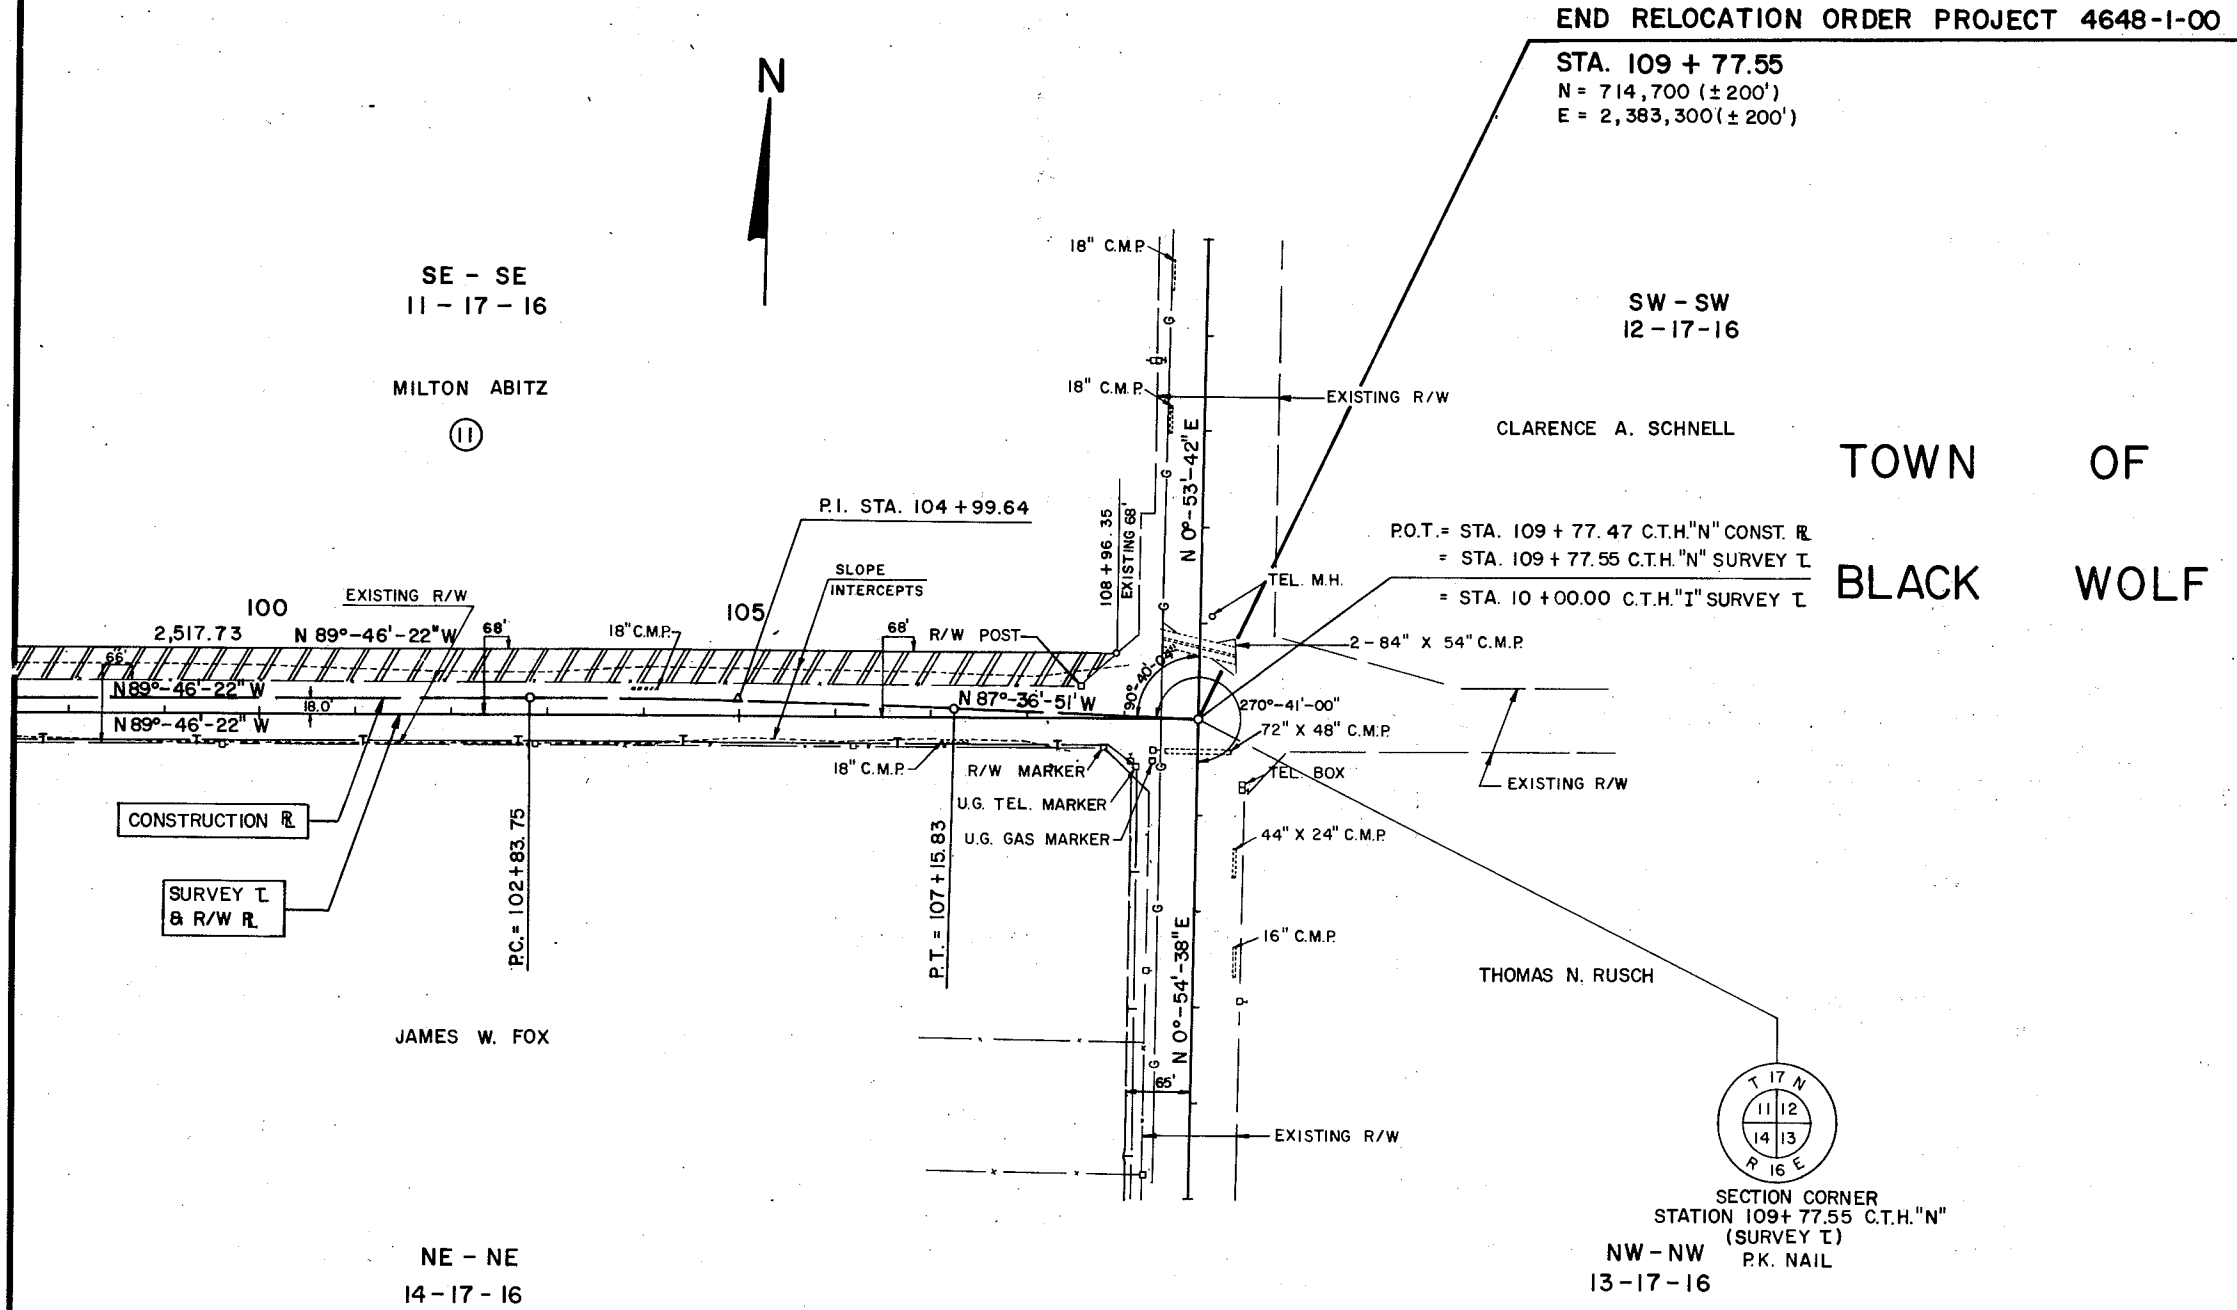 END RELOCATION ORDER PROJECT 4648-1-00
STA. 109 + 77.55
N = 714,700 (±200')
E = 2,383,300 (± 200')
N
SE - SE
11 - 17 - 16
MILTON ABITZ
11
18" C.M.P.
18" C.M.P.
G
G
G
G
N 0°-53'-42" E
EXISTING R/W
SW - SW
12 - 17 - 16
CLARENCE A. SCHNELL
TOWN OF
BLACK WOLF
P.I. STA. 104 + 99.64
108 + 96.35
EXISTING 68'
P.O.T. = STA. 109 + 77.47 C.T.H. "N" CONST. RL
= STA. 109 + 77.55 C.T.H. "N" SURVEY T
= STA. 10 + 00.00 C.T.H. "I" SURVEY T
TEL. M.H.
SLOPE
INTERCEPTS
EXISTING R/W
100
105
2,517.73
N 89°-46'-22" W
68'
18" C.M.P.
68'
R/W POST
2 - 84" X 54" C.M.P.
66'
90°-40'-04"
N 89°-46'-22" W
18.0'
N 87°-36'-51' W
270°-41'-00"
N 89°-46'-22" W
72" X 48" C.M.P.
T T T T T T T
18" C.M.P.
R/W MARKER
G
TEL. BOX
EXISTING R/W
U.G. TEL. MARKER
CONSTRUCTION RL
P.C. = 102 + 83.75
P.T. = 107 + 15.83
U.G. GAS MARKER
44" X 24" C.M.P.
SURVEY T
& R/W RL
G
16" C.M.P.
N 0°-54'-38" E
THOMAS N. RUSCH
JAMES W. FOX
G
65'
EXISTING R/W
T 17 N
11 12
14 13
R 16 E
SECTION CORNER
STATION 109 + 77.55 C.T.H. "N"
(SURVEY T)
P.K. NAIL
NW - NW
13 - 17 - 16
NE - NE
14 - 17 - 16